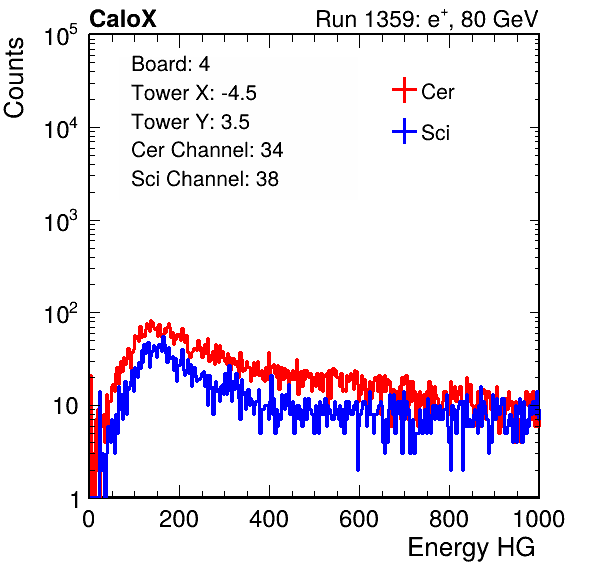 CaloX Run 1359: e⁺, 80 GeV
Counts
10⁵
10⁴
10³
10²
10
1
Board: 4
Tower X: -4.5
Tower Y: 3.5
Cer Channel: 34
Sci Channel: 38
Cer
Sci
0 200 400 600 800 1000
Energy HG